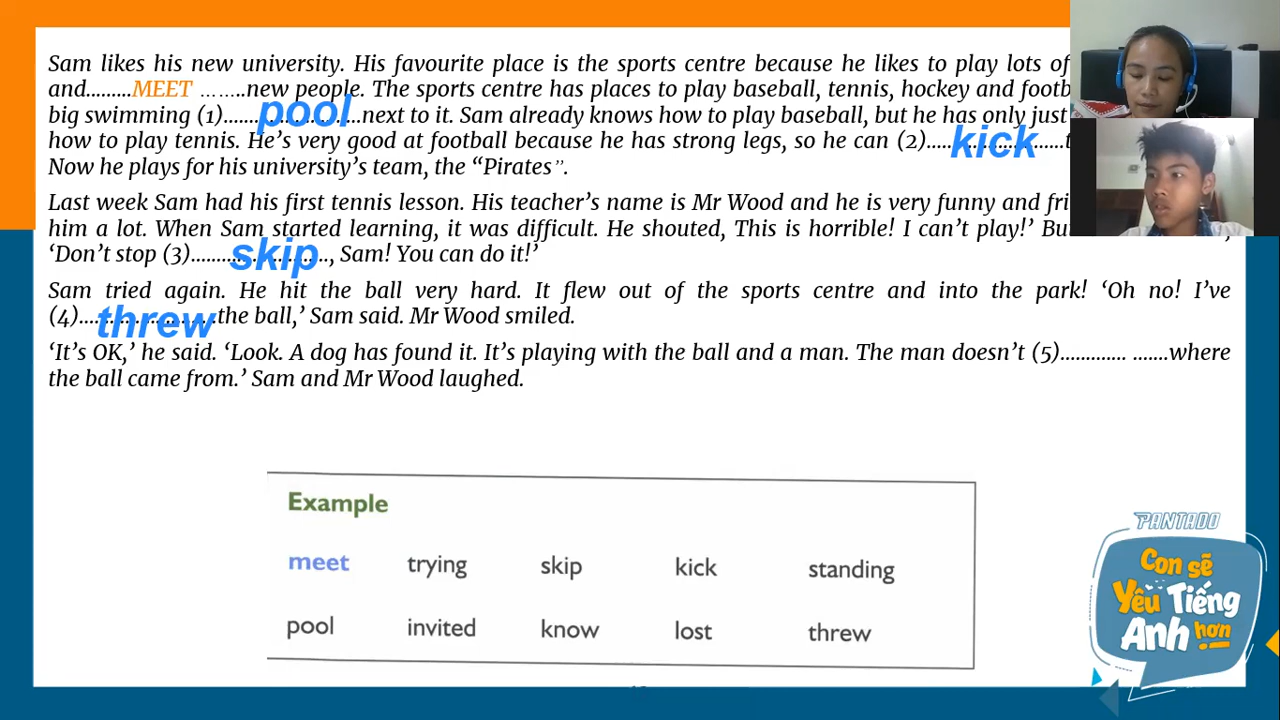 Sam likes his new university. His favourite place is the sports centre because he likes to play lots of
and.........MEET ……..new people. The sports centre has places to play baseball, tennis, hockey and footb
big swimming (1).......pool.......next to it. Sam already knows how to play baseball, but he has only just
how to play tennis. He's very good at football because he has strong legs, so he can (2).......kick.......t
Now he plays for his university's team, the “Pirates”.
Last week Sam had his first tennis lesson. His teacher's name is Mr Wood and he is very funny and fri
him a lot. When Sam started learning, it was difficult. He shouted, This is horrible! I can't play!' Bu
‘Don't stop (3).......skip......., Sam! You can do it!’
Sam tried again. He hit the ball very hard. It flew out of the sports centre and into the park! ‘Oh no! I've
(4).......threw.......the ball,’ Sam said. Mr Wood smiled.
‘It's OK,’ he said. ‘Look. A dog has found it. It's playing with the ball and a man. The man doesn't (5)............. .......where
the ball came from.’ Sam and Mr Wood laughed.
Example
meet trying skip kick standing
pool invited know lost threw
PANTADO
Con sẽ
Yêu Tiếng
Anh hơn